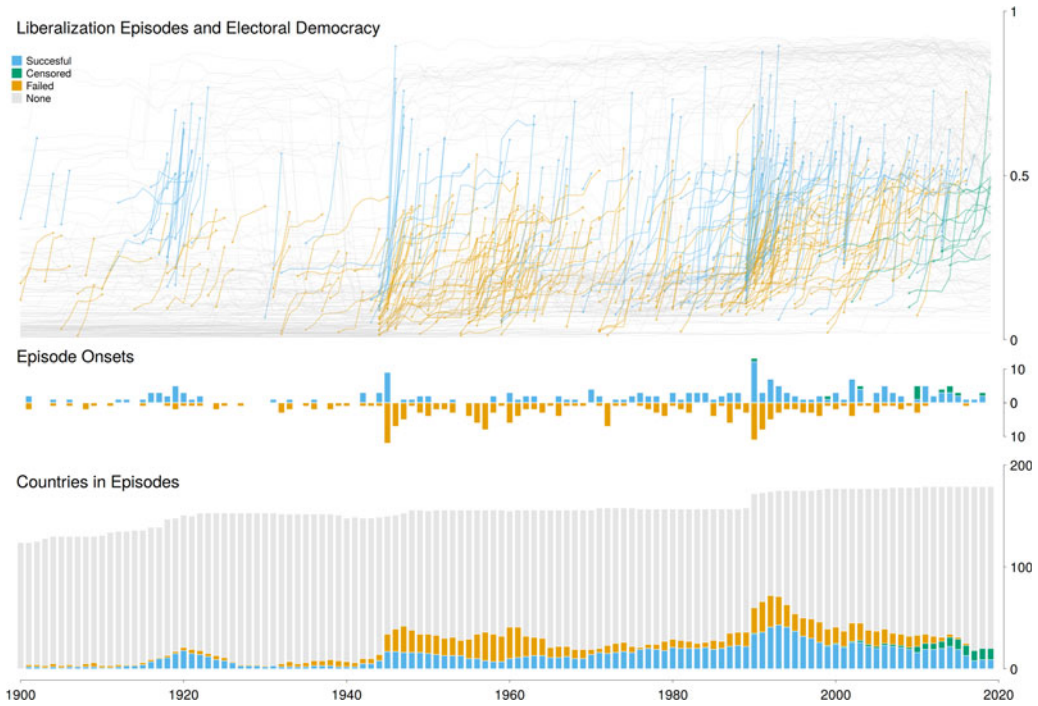 Liberalization Episodes and Electoral Democracy
1
Succesful
Censored
Failed
None
0.5
0
Episode Onsets
10
0
10
Countries in Episodes
200
100
0
1900 1920 1940 1960 1980 2000 2020